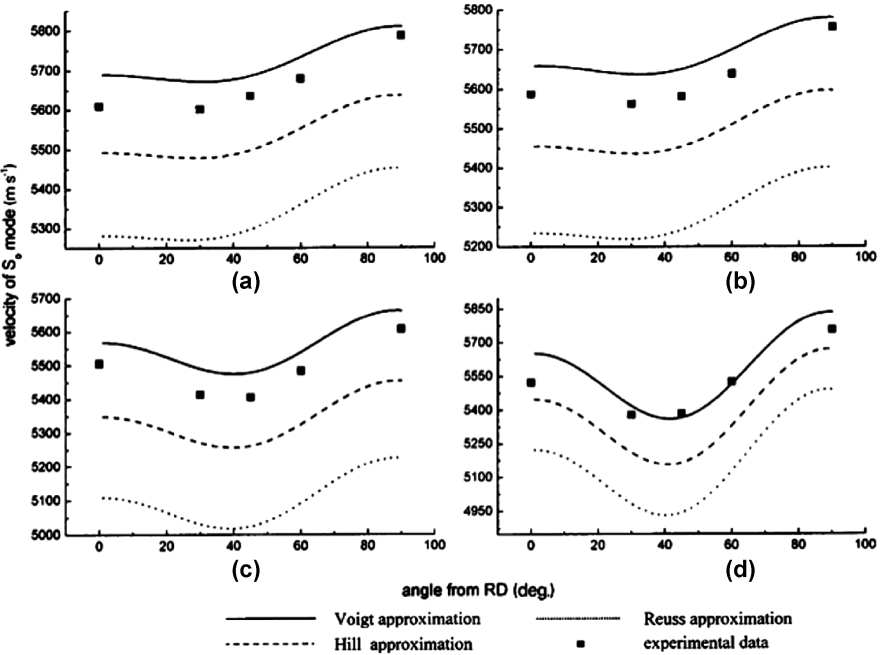 5800
5700
5600
5500
5400
5300
0 20 40 60 80 100
(a)
5800
5700
5600
5500
5400
5300
5200
0 20 40 60 80 100
(b)
velocity of S₀ mode (m s⁻¹)
5700
5600
5500
5400
5300
5200
5100
5000
0 20 40 60 80 100
(c)
5850
5700
5550
5400
5250
5100
4950
0 20 40 60 80 100
(d)
angle from RD (deg.)
Voigt approximation
Reuss approximation
Hill approximation
experimental data